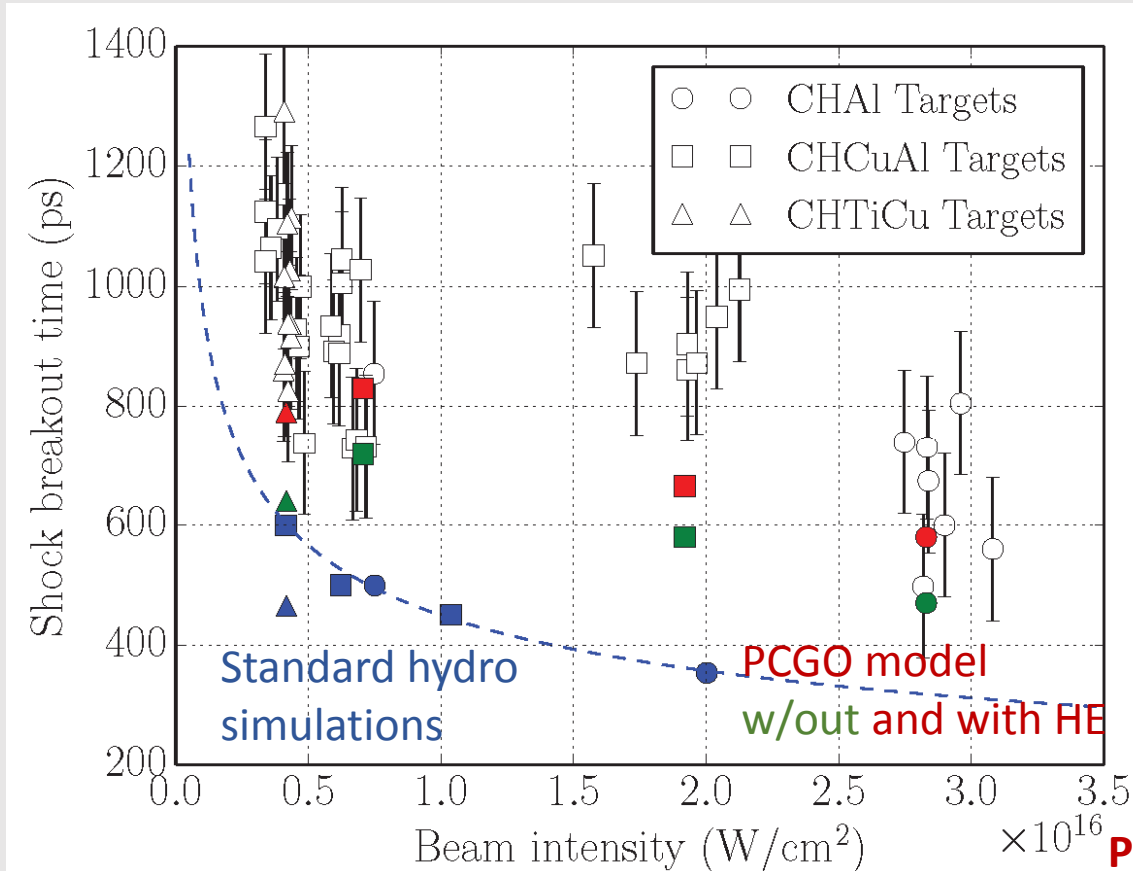 1400
1200
1000
800
600
400
200
Shock breakout time (ps)
CHAl Targets
CHCuAl Targets
CHTiCu Targets
Standard hydro
simulations
PCGO model
w/out and with HE
0.0 0.5 1.0 1.5 2.0 2.5 3.0 3.5
Beam intensity (W/cm²)
×10¹⁶
P